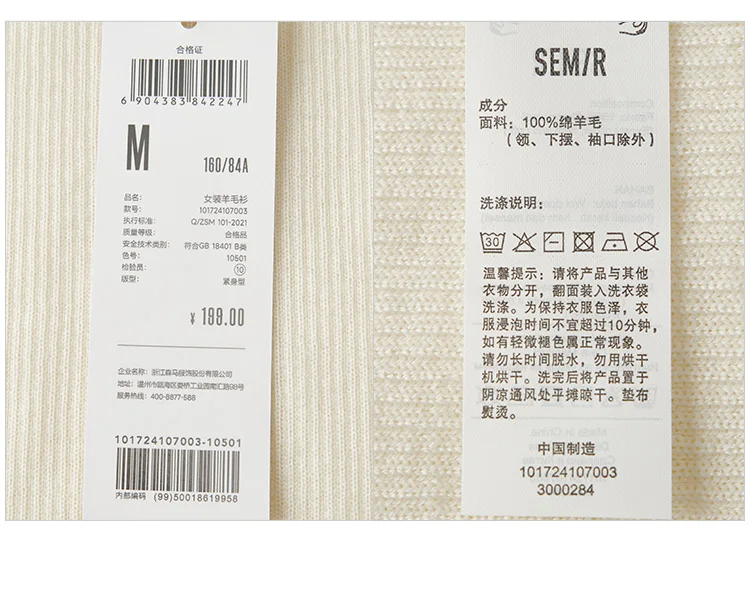 合格证
6 904383 842247
M
160/84A
品名： 女装羊毛衫
款号： 101724107003
执行标准： Q/ZSM 101-2021
质量等级： 合格品
安全技术类别： 符合GB 18401 B类
色号： 10501
检验员： ⑩
版型： 紧身型
¥ 199.00
企业名称：浙江森马服饰股份有限公司
地址：温州市瓯海区娄桥工业园南汇路98号
服务热线：400-8877-588
101724107003-10501
内部编码 (99)50018619958
SEM/R
成分
面料：100%绵羊毛
（领、下摆、袖口除外）
洗涤说明：
30
温馨提示：请将产品与其他
衣物分开，翻面装入洗衣袋
洗涤。为保持衣服色泽，衣
服浸泡时间不宜超过10分钟，
如有轻微褪色属正常现象。
请勿长时间脱水，勿用烘干
机烘干。洗完后将产品置于
阴凉通风处平摊晾干。垫布
熨烫。
中国制造
101724107003
3000284